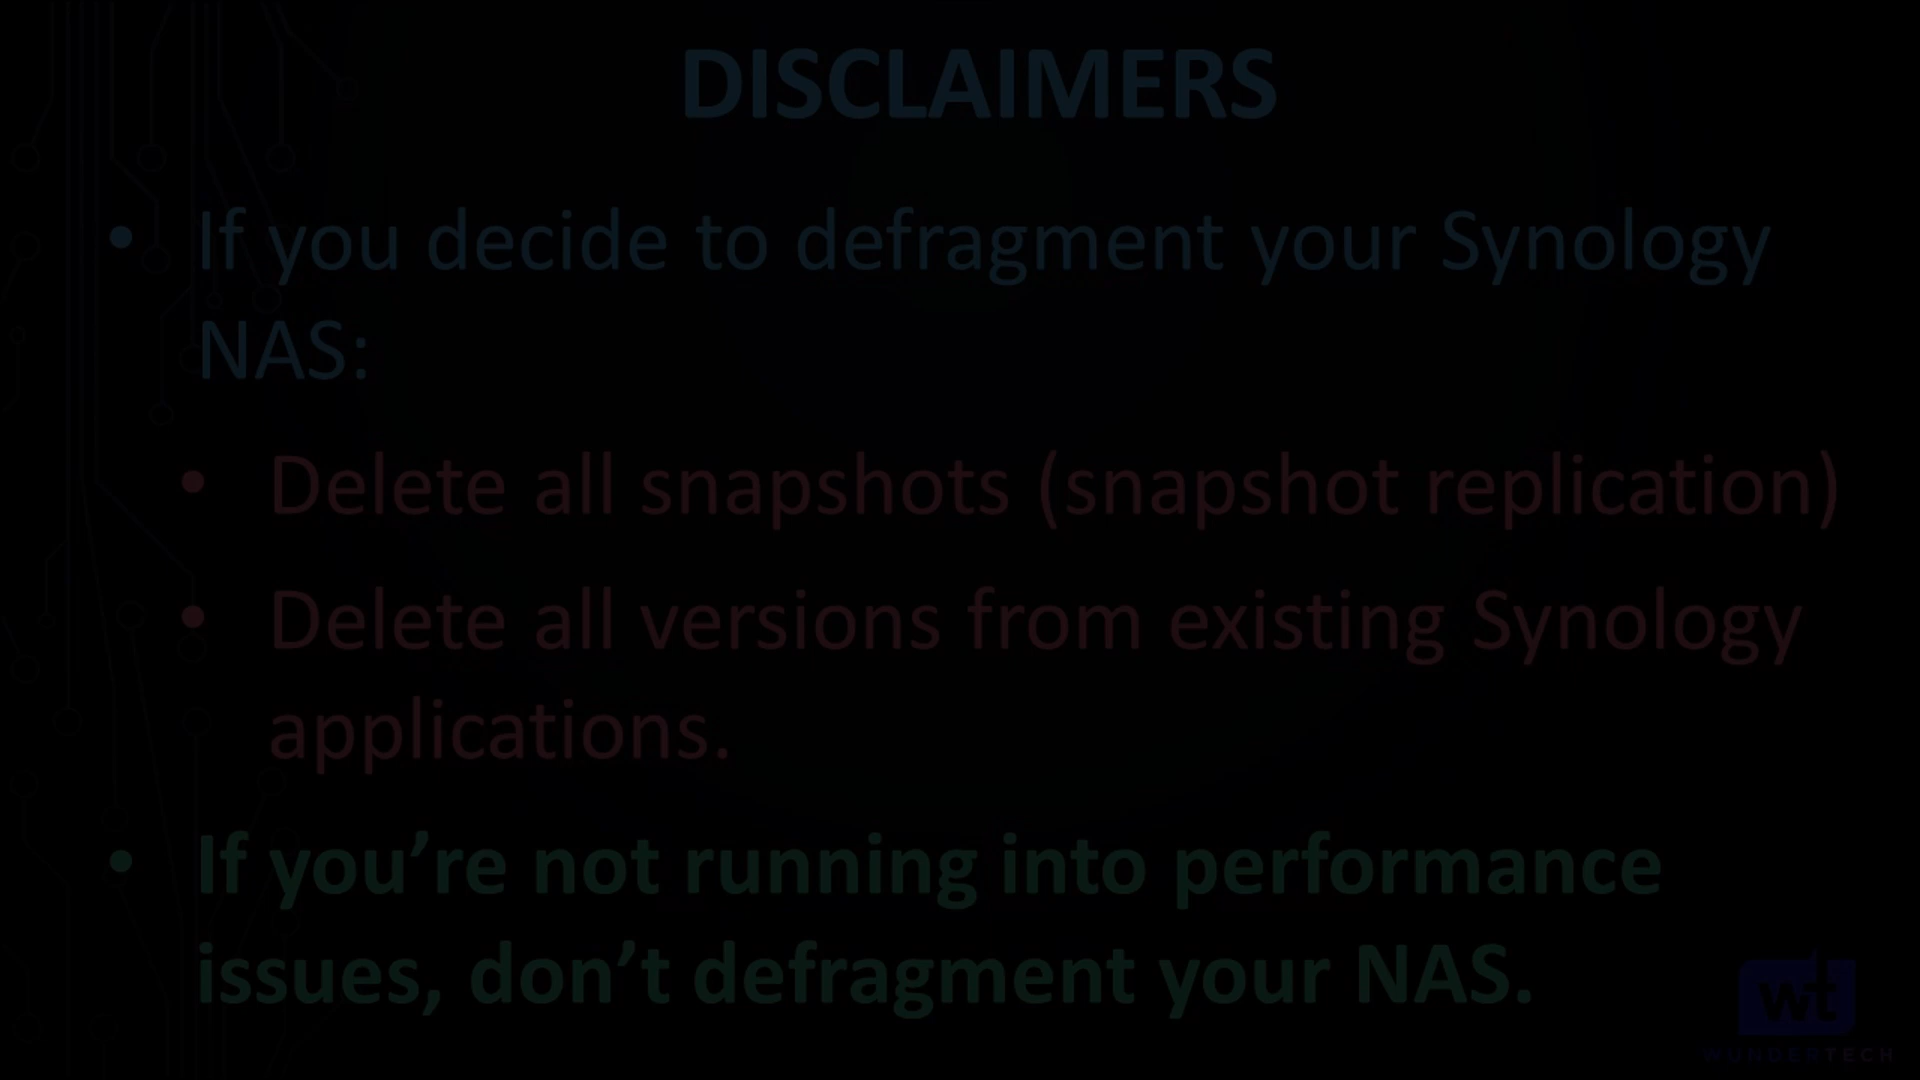 DISCLAIMERS
• If you decide to defragment your Synology
NAS:
• Delete all snapshots (snapshot replication)
• Delete all versions from existing Synology
applications.
• If you’re not running into performance
issues, don’t defragment your NAS.
wt
WUNDERTECH